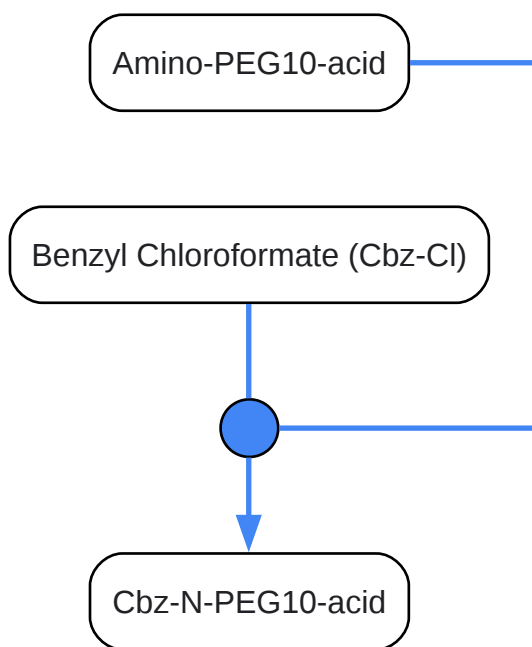 Amino-PEG10-acid
Benzyl Chloroformate (Cbz-Cl)
Cbz-N-PEG10-acid